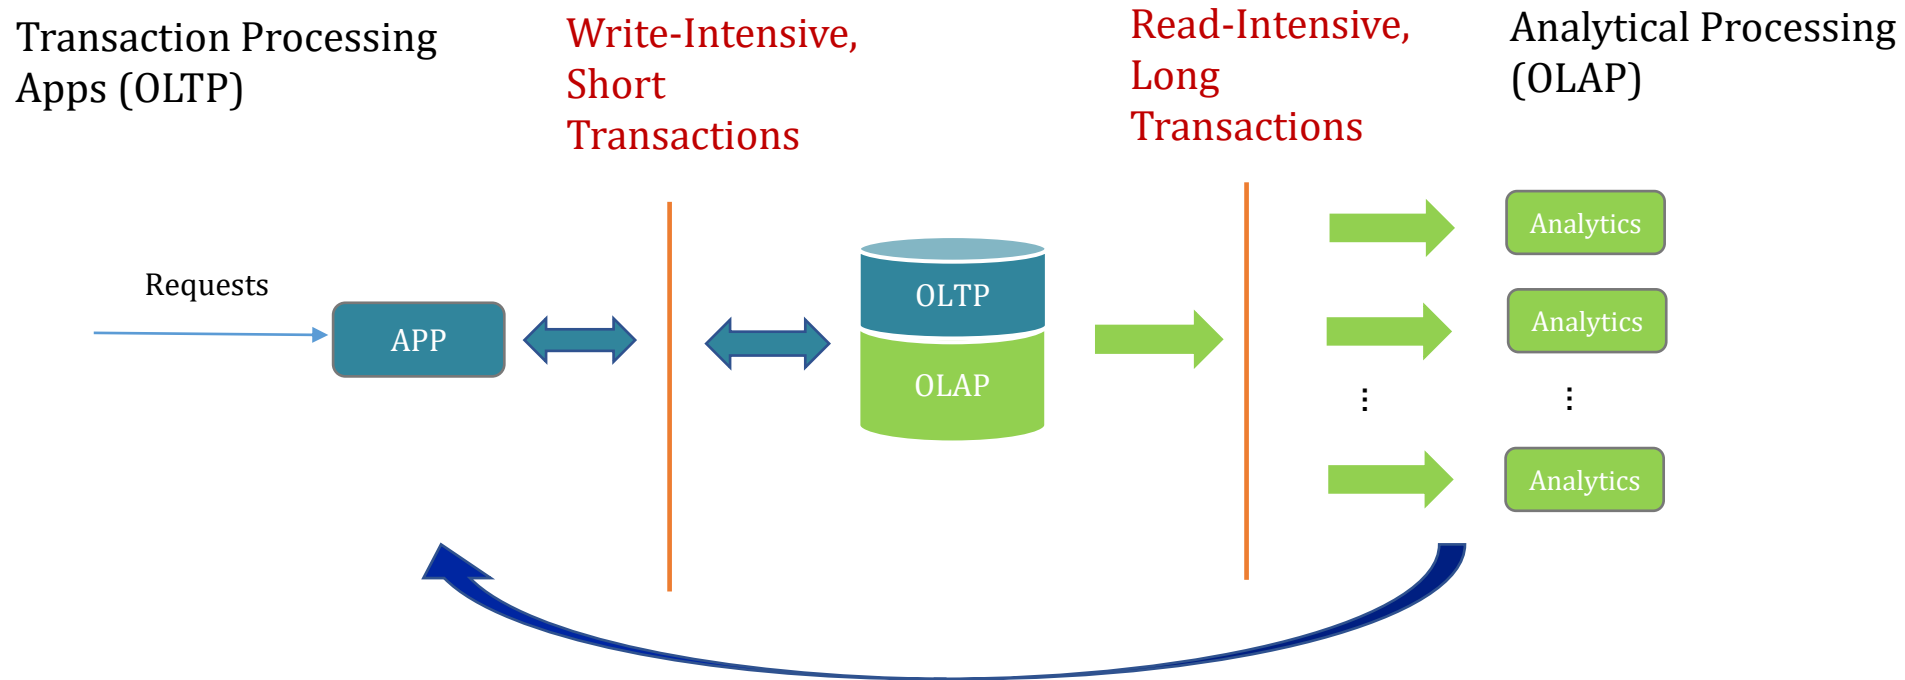 Transaction Processing
Apps (OLTP)
Write-Intensive,
Short
Transactions
Read-Intensive,
Long
Transactions
Analytical Processing
(OLAP)
Requests
APP
OLTP
OLAP
Analytics
Analytics
...
...
Analytics